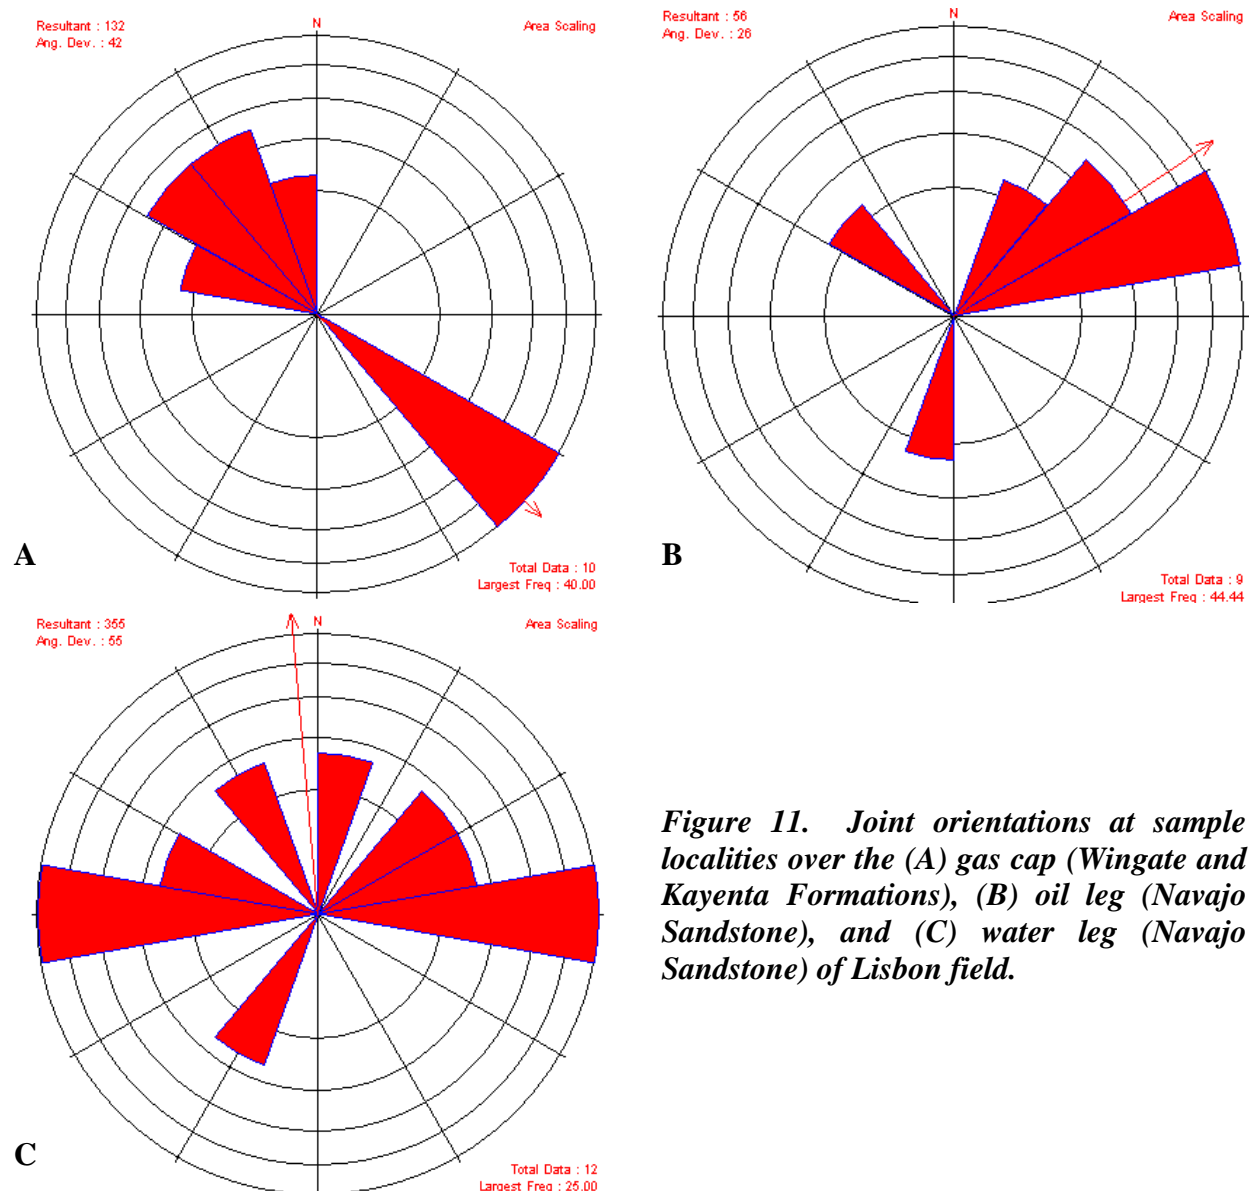 Resultant : 132
Ang. Dev. : 42
N
Area Scaling
A
Total Data : 10
Largest Freq : 40.00
Resultant : 56
Ang. Dev. : 26
N
Area Scaling
B
Total Data : 9
Largest Freq : 44.44
Resultant : 355
Ang. Dev. : 55
N
Area Scaling
C
Total Data : 12
Largest Freq : 25.00
Figure 11. Joint orientations at sample
localities over the (A) gas cap (Wingate and
Kayenta Formations), (B) oil leg (Navajo
Sandstone), and (C) water leg (Navajo
Sandstone) of Lisbon field.